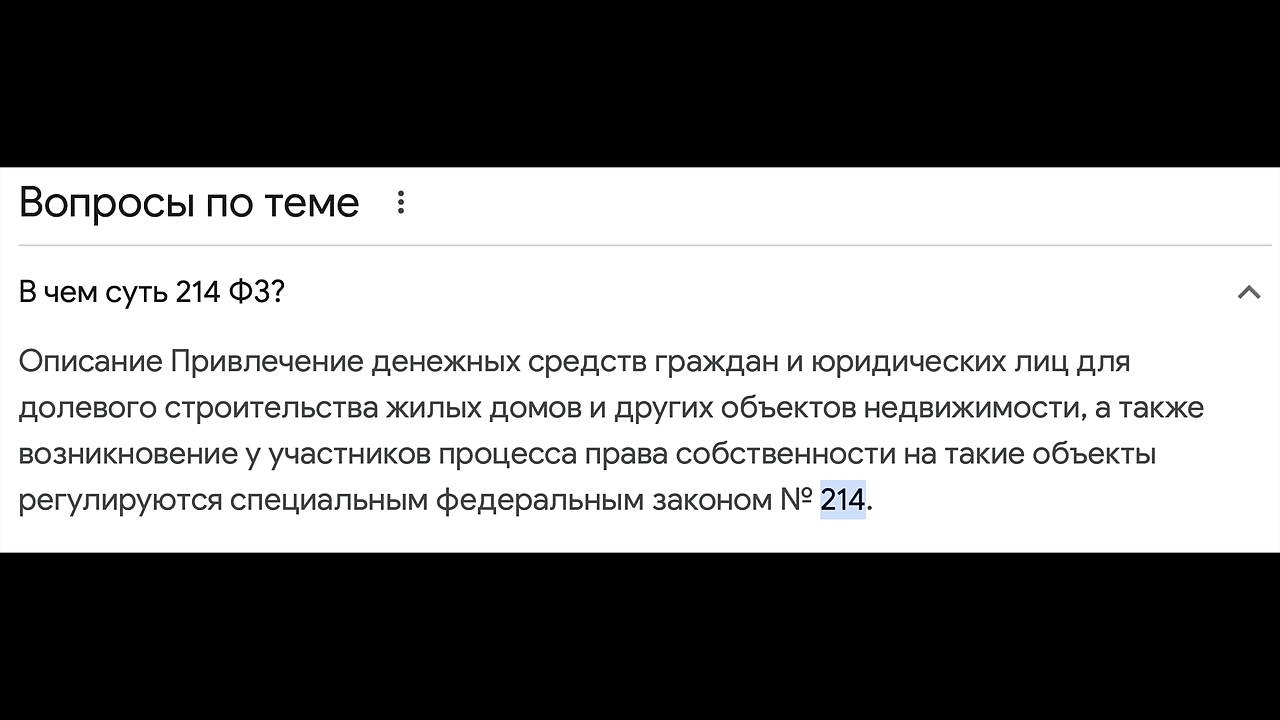 Вопросы по теме
В чем суть 214 ФЗ?
Описание Привлечение денежных средств граждан и юридических лиц для
долевого строительства жилых домов и других объектов недвижимости, а также
возникновение у участников процесса права собственности на такие объекты
регулируются специальным федеральным законом № 214.